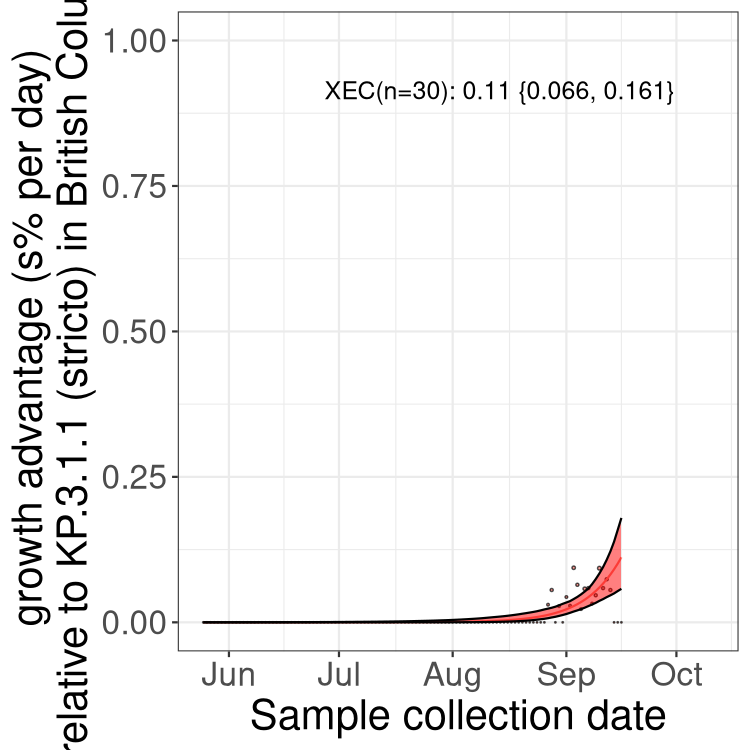 growth advantage (s% per day)
relative to KP.3.1.1 (stricto) in British Colu
1.00
0.75
0.50
0.25
0.00
XEC(n=30): 0.11 {0.066, 0.161}
Jun Jul Aug Sep Oct
Sample collection date